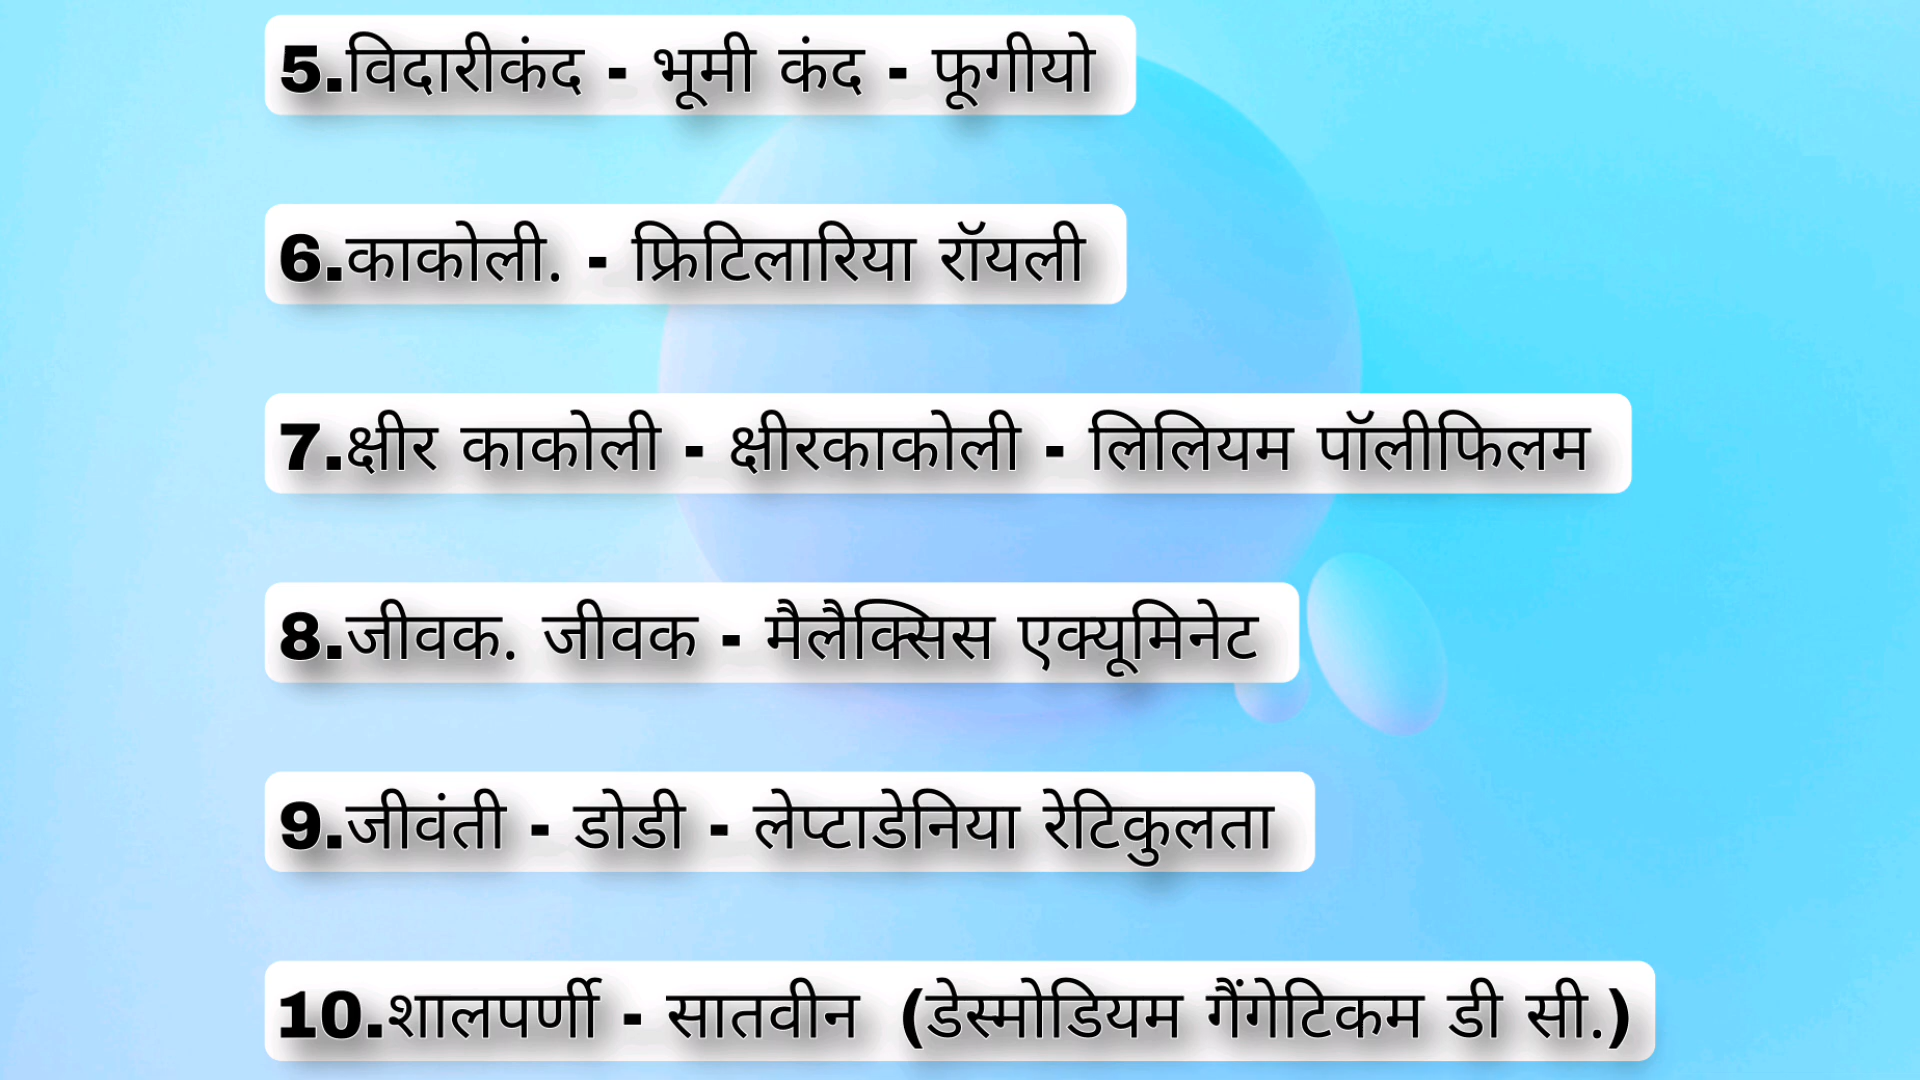 5.विदारीकंद - भूमी कंद - फूगीयो
6.काकोली. - फ्रिटिलारिया रॉयली
7.क्षीर काकोली - क्षीरकाकोली - लिलियम पॉलीफिलम
8.जीवक. जीवक - मैलैक्सिस एक्यूमिनेट
9.जीवंती - डोडी - लेप्टाडेनिया रेटिकुलता
10.शालपर्णी - सातवीन (डेस्मोडियम गैंगेटिकम डी सी.)